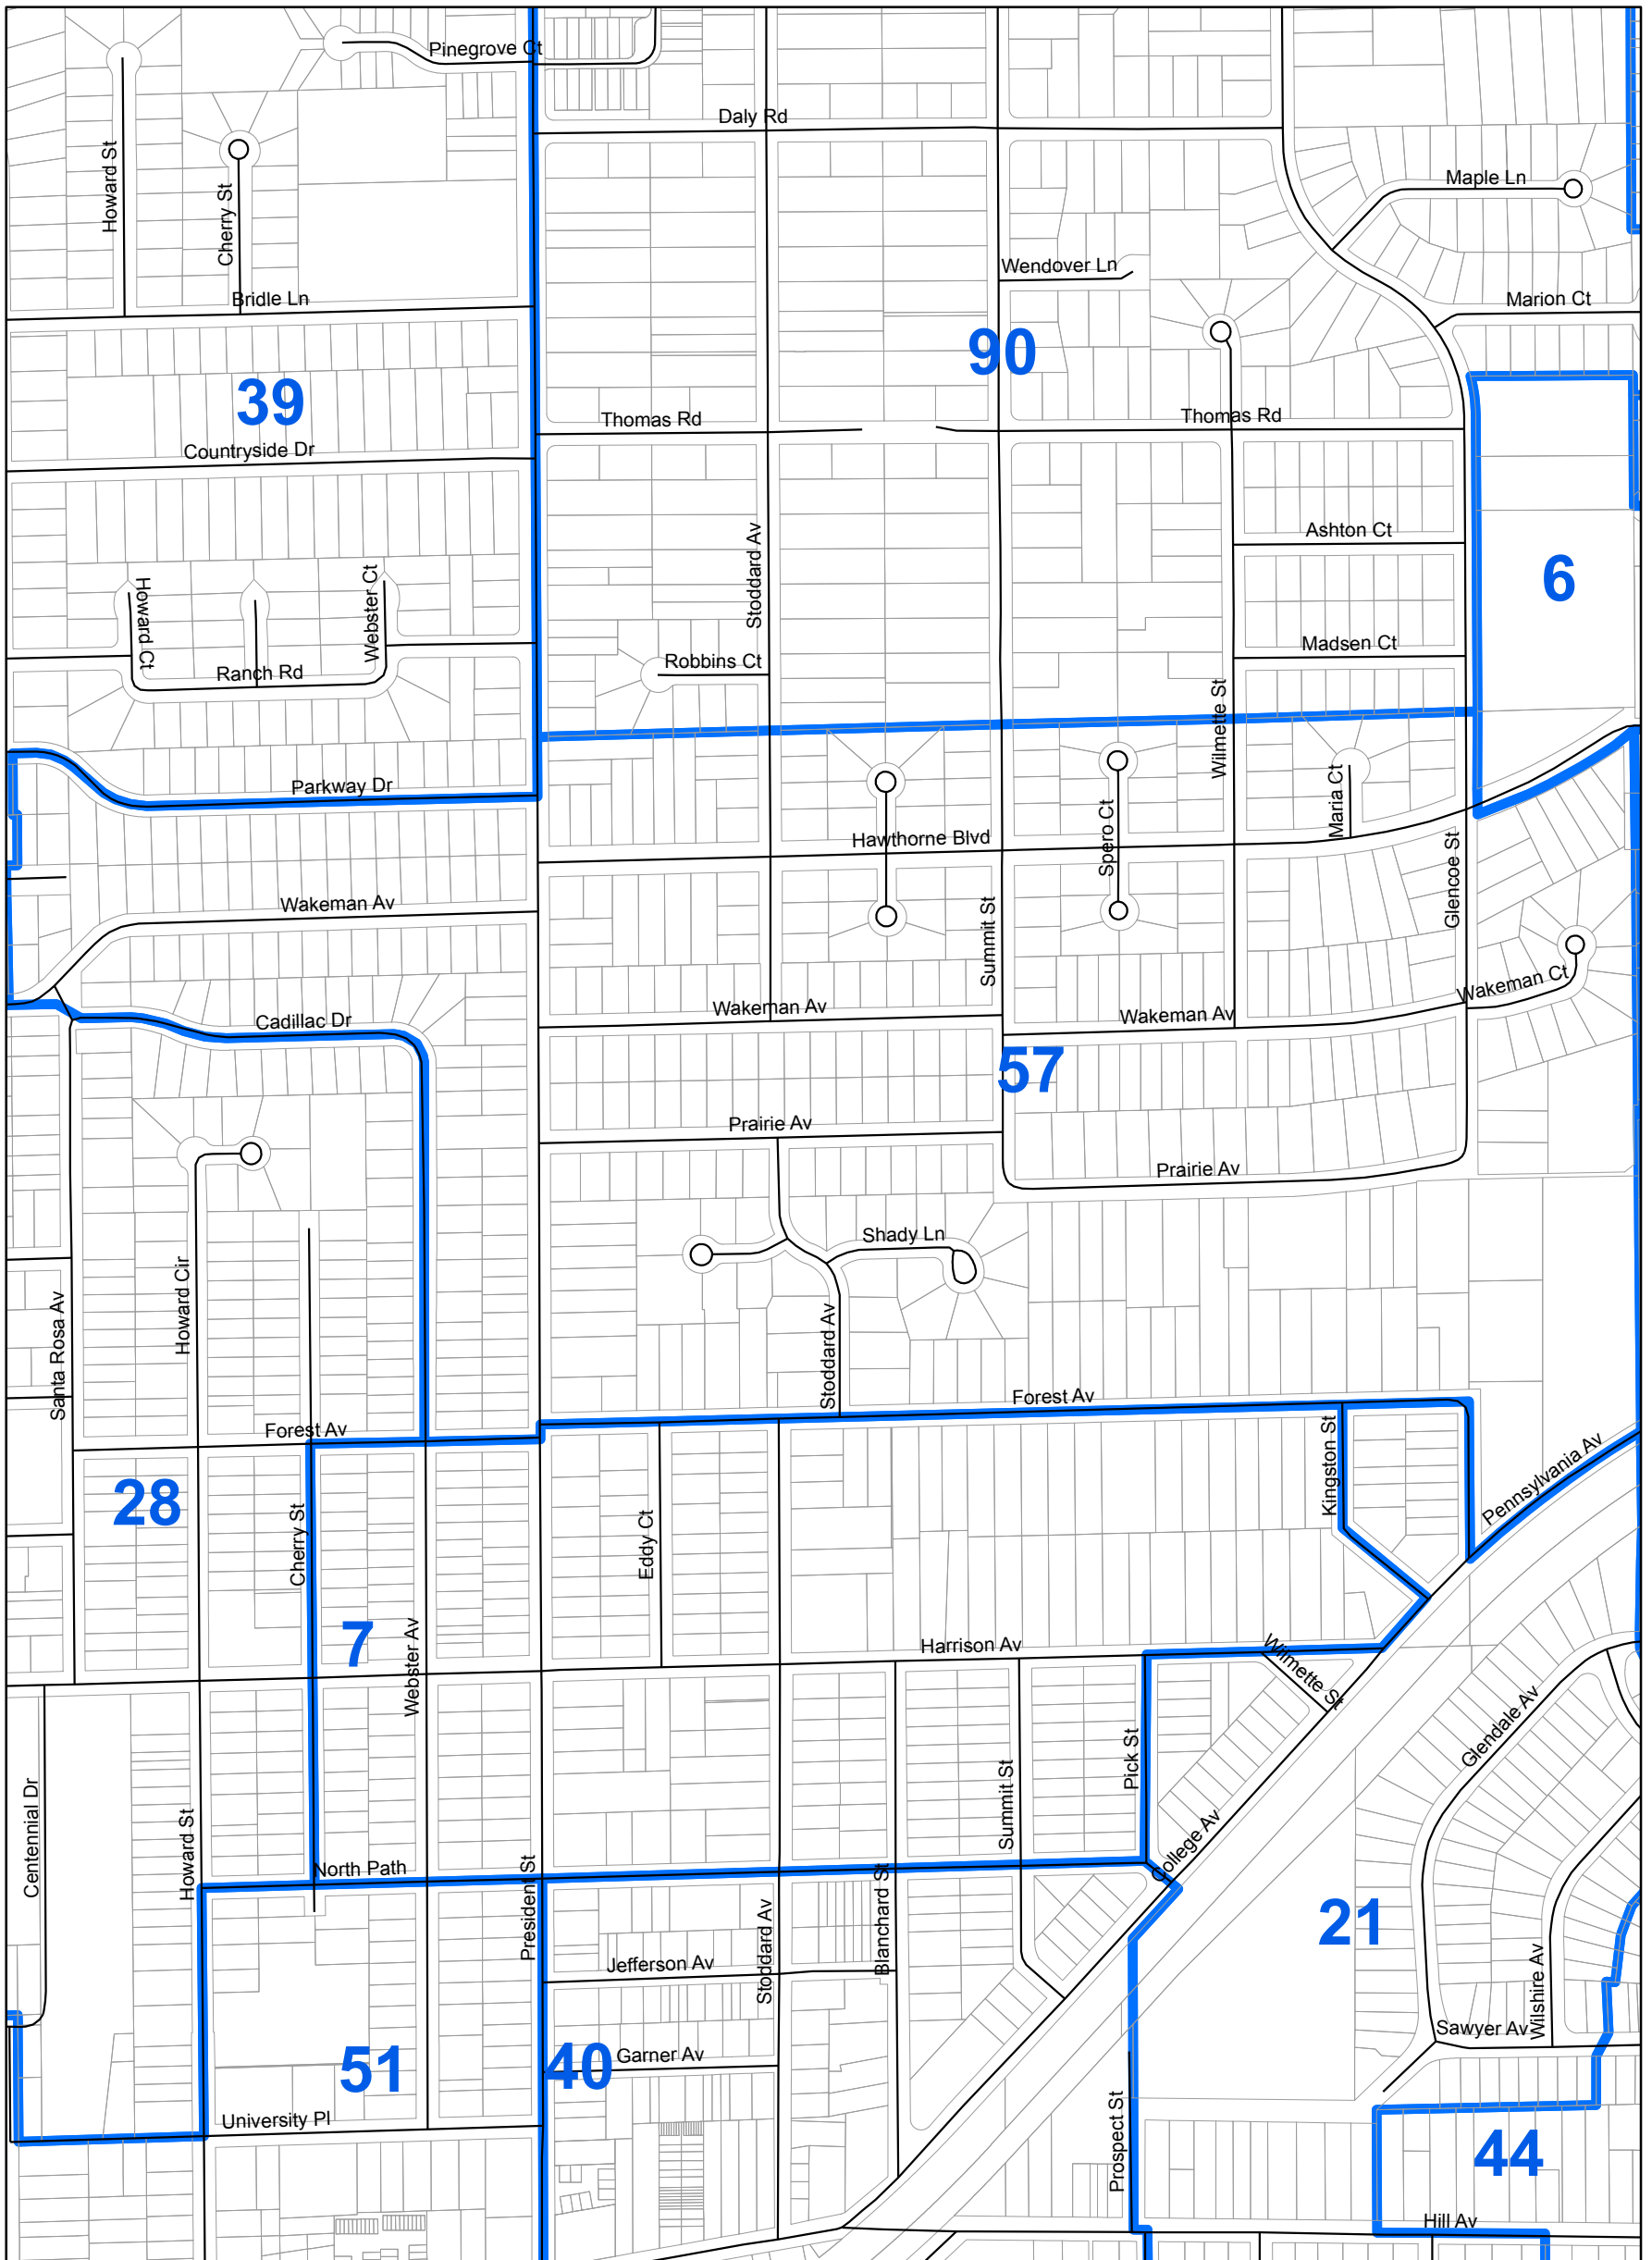 Pinegrove Ct
Daly Rd
Howard St
Cherry St
Maple Ln
Wendover Ln
Bridle Ln
Marion Ct
90
39
Thomas Rd
Thomas Rd
Countryside Dr
Stoddard Av
Ashton Ct
6
Howard Ct
Webster Ct
Madsen Ct
Robbins Ct
Ranch Rd
Wilmette St
Parkway Dr
Maria Ct
Hawthorne Blvd
Spero Ct
Glencoe St
Wakeman Av
Summit St
Wakeman Ct
Wakeman Av
Wakeman Av
Cadillac Dr
57
Prairie Av
Prairie Av
Shady Ln
Howard Cir
Santa Rosa Av
Stoddard Av
Forest Av
Forest Av
Kingston St
Pennsylvania Av
28
Cherry St
Eddy Ct
7
Harrison Av
Wilmette St
Webster Av
Glendale Av
Pick St
Summit St
Centennial Dr
Howard St
North Path
College Av
President St
Blanchard St
Stoddard Av
21
Jefferson Av
Wilshire Av
Sawyer Av
51
40
Garner Av
University Pl
Prospect St
44
Hill Av